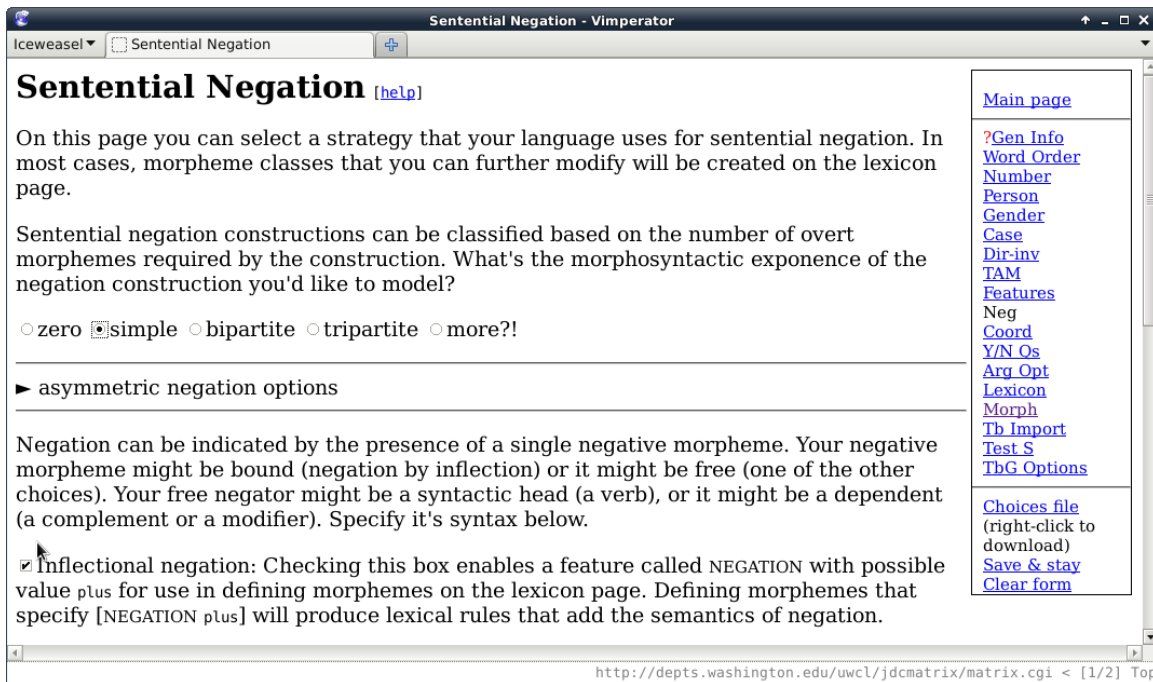 Sentential Negation - Vimperator
Iceweasel
Sentential Negation
Sentential Negation [help]
On this page you can select a strategy that your language uses for sentential negation. In
most cases, morpheme classes that you can further modify will be created on the lexicon
page.
Sentential negation constructions can be classified based on the number of overt
morphemes required by the construction. What's the morphosyntactic exponence of the
negation construction you'd like to model?
zero simple bipartite tripartite more?!
► asymmetric negation options
Negation can be indicated by the presence of a single negative morpheme. Your negative
morpheme might be bound (negation by inflection) or it might be free (one of the other
choices). Your free negator might be a syntactic head (a verb), or it might be a dependent
(a complement or a modifier). Specify it's syntax below.
Inflectional negation: Checking this box enables a feature called NEGATION with possible
value plus for use in defining morphemes on the lexicon page. Defining morphemes that
specify [NEGATION plus] will produce lexical rules that add the semantics of negation.
Main page
?Gen Info
Word Order
Number
Person
Gender
Case
Dir-inv
TAM
Features
Neg
Coord
Y/N Qs
Arg Opt
Lexicon
Morph
Tb Import
Test S
TbG Options
Choices file
(right-click to
download)
Save & stay
Clear form
http://depts.washington.edu/uwcl/jdcmatrix/matrix.cgi < [1/2] Top